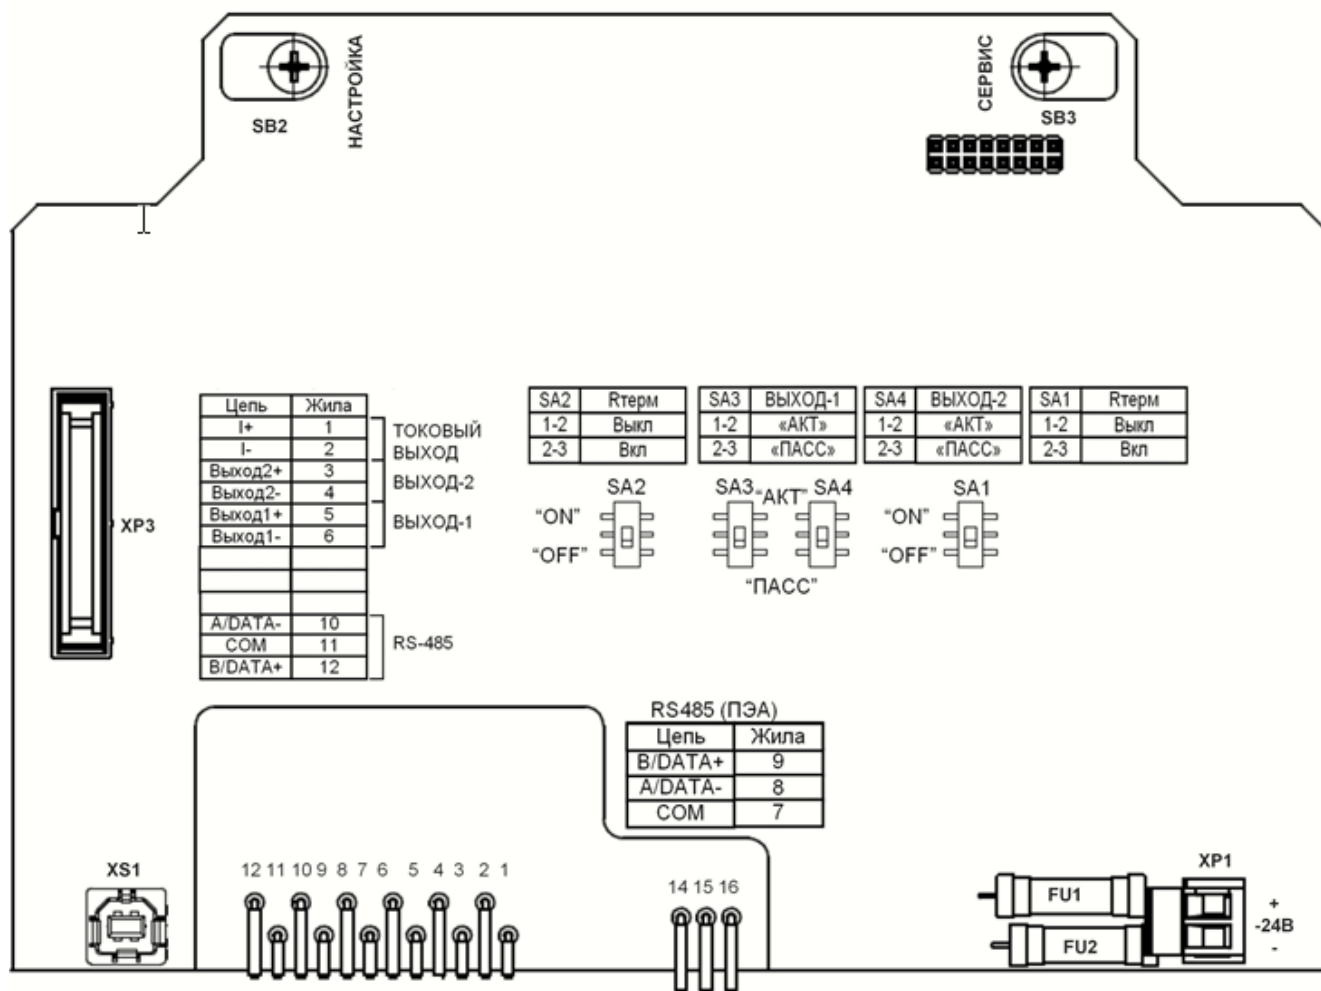 НАСТРОЙКА
SB2
СЕРВИС
SB3
XP3
Цепь Жила
I+ 1
I- 2
Выход2+ 3
Выход2- 4
Выход1+ 5
Выход1- 6
A/DATA- 10
COM 11
B/DATA+ 12
ТОКОВЫЙ
ВЫХОД
ВЫХОД-2
ВЫХОД-1
RS-485
SA2 Rтерм
1-2 Выкл
2-3 Вкл
SA3 ВЫХОД-1
1-2 «АКТ»
2-3 «ПАСС»
SA4 ВЫХОД-2
1-2 «АКТ»
2-3 «ПАСС»
SA1 Rтерм
1-2 Выкл
2-3 Вкл
SA2
“ON”
“OFF”
SA3 “АКТ” SA4
“ПАСС”
SA1
“ON”
“OFF”
RS485 (ПЭА)
Цепь Жила
B/DATA+ 9
A/DATA- 8
COM 7
XS1
12 11 10 9 8 7 6 5 4 3 2 1
14 15 16
FU1
FU2
XP1
+
-24В
-